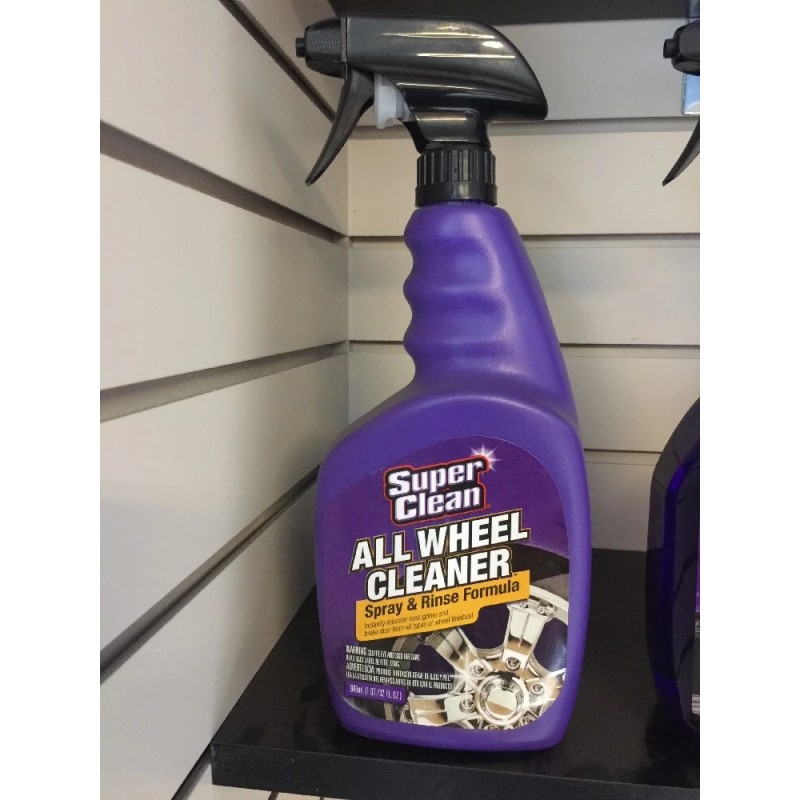 Super
Clean
ALL WHEEL
CLEANER
Spray & Rinse Formula
Instantly removes road grime and
brake dust from all types of wheel finishes!
WARNING:
ADVERTENCIA:
946ml (1 QT./32 FL OZ.)